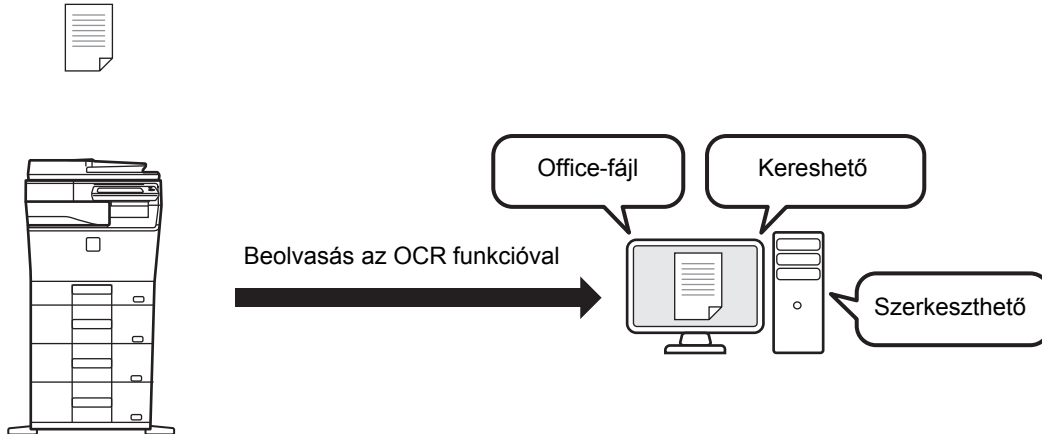 Office-fájl
Kereshető
Beolvasás az OCR funkcióval
Szerkeszthető